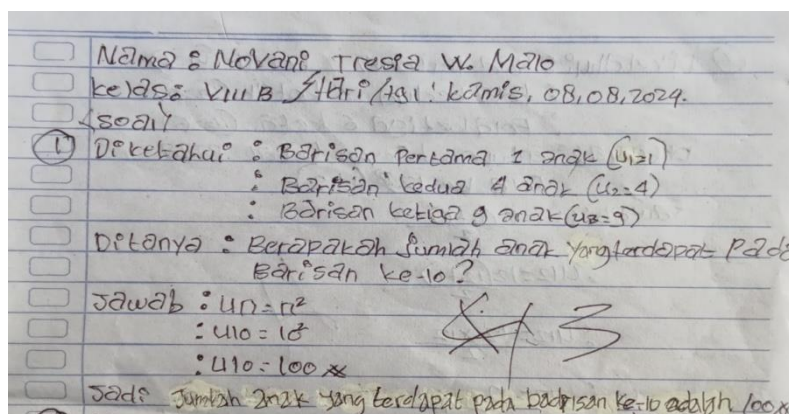 Nama : Novani Tresia W. Malo
kelas: VIII B / Hari / tgl : kamis, 08,08,2024.
(soal)
1) Diketahui : Barisan Pertama 1 anak (u1=1)
: Barisan kedua 4 anak (u2=4)
: Barisan ketiga 9 anak (u3=9)
Ditanya : Berapakah Jumlah anak yang terdapat pada
Barisan ke-10?
Jawab : un=n²
: u10 = 10²
: u10 = 100
3
Jadi Jumlah anak yang terdapat pada badrisan ke-10 adalah 100